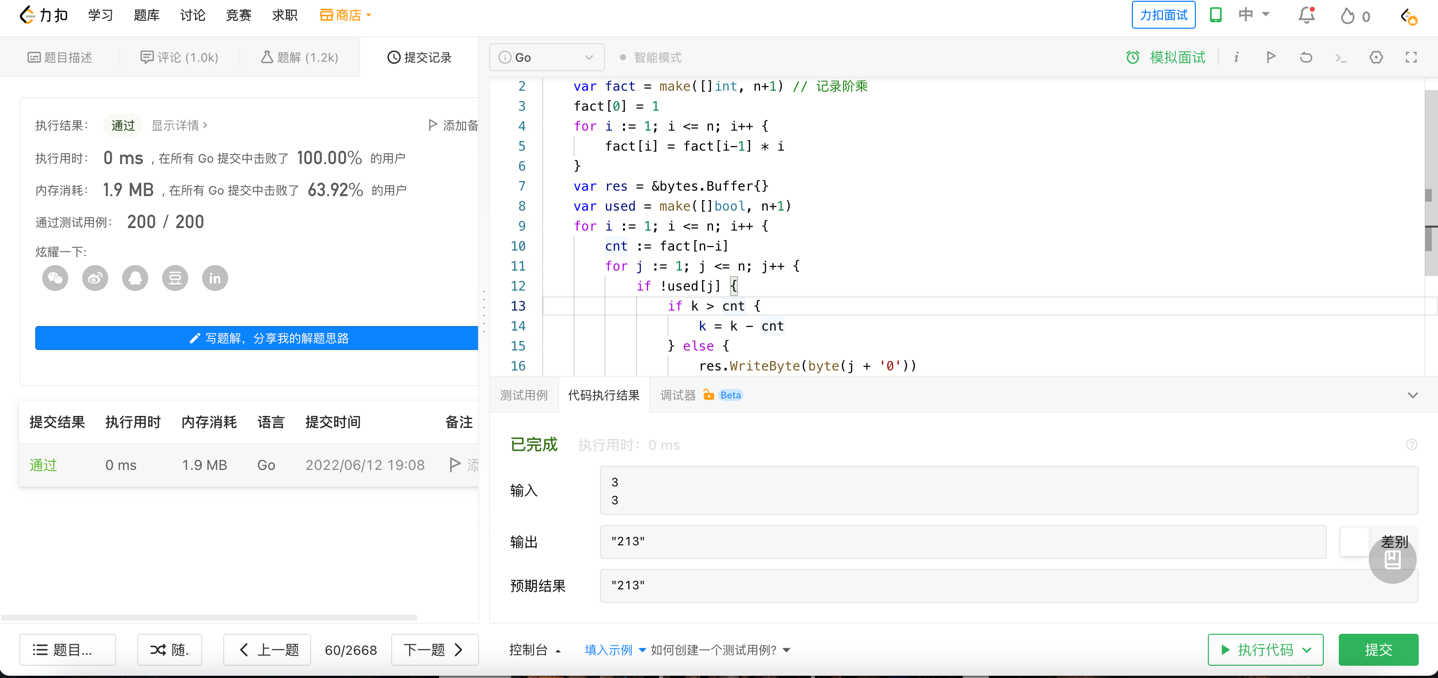 力扣 学习 题库 讨论 竞赛 求职 商店 力扣面试 中 0
题目描述 评论 (1.0k) 题解 (1.2k) 提交记录
执行结果: 通过 显示详情 > 添加备
执行用时: 0 ms , 在所有 Go 提交中击败了 100.00% 的用户
内存消耗: 1.9 MB , 在所有 Go 提交中击败了 63.92% 的用户
通过测试用例: 200 / 200
炫耀一下:
豆 in
写题解, 分享我的解题思路
提交结果 执行用时 内存消耗 语言 提交时间 备注
通过 0 ms 1.9 MB Go 2022/06/12 19:08 添
题目... 随. 上一题 60/2668 下一题
i Go 智能模式 模拟面试 i
2 var fact = make([]int, n+1) // 记录阶乘
3 fact[0] = 1
4 for i := 1; i <= n; i++ {
5 fact[i] = fact[i-1] * i
6 }
7 var res = &bytes.Buffer{}
8 var used = make([]bool, n+1)
9 for i := 1; i <= n; i++ {
10 cnt := fact[n-i]
11 for j := 1; j <= n; j++ {
12 if !used[j] {
13 if k > cnt {
14 k = k - cnt
15 } else {
16 res.WriteByte(byte(j + '0'))
测试用例 代码执行结果 调试器 Beta
已完成 执行用时: 0 ms
输入
3
3
输出 "213" 差别
预期结果 "213"
控制台 填入示例 如何创建一个测试用例? 执行代码 提交